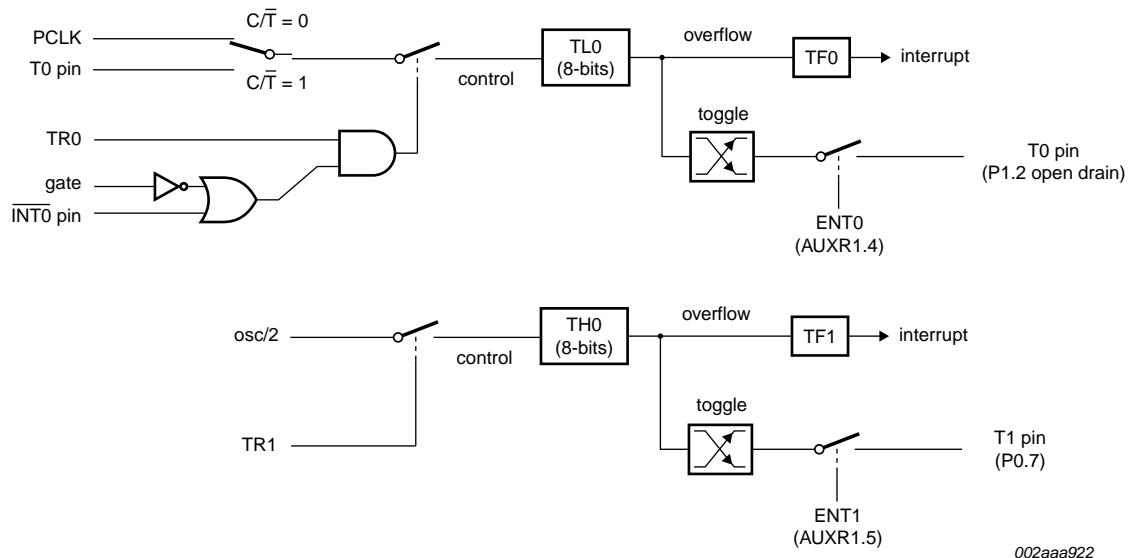 C/T̅ = 0
PCLK
T0 pin
C/T̅ = 1
TR0
gate
I̅N̅T̅0̅ pin
control
TL0
(8-bits)
overflow
TF0
interrupt
toggle
T0 pin
(P1.2 open drain)
ENT0
(AUXR1.4)
osc/2
TR1
control
TH0
(8-bits)
overflow
TF1
interrupt
toggle
T1 pin
(P0.7)
ENT1
(AUXR1.5)
002aaa922